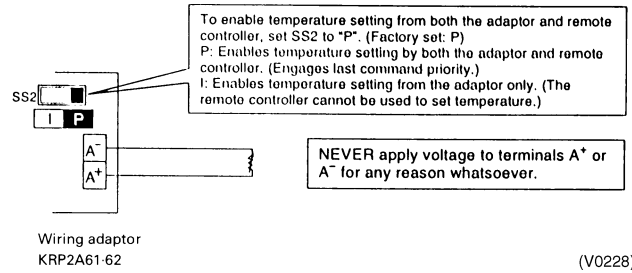 To enable temperature setting from both the adaptor and remote
controller, set SS2 to "P". (Factory set: P)
P: Enables temperature setting by both the adaptor and remote
controller. (Engages last command priority.)
I: Enables temperature setting from the adaptor only. (The
remote controller cannot be used to set temperature.)
SS2
I P
A⁻
A⁺
NEVER apply voltage to terminals A⁺ or
A⁻ for any reason whatsoever.
Wiring adaptor
KRP2A61·62
(V0228)